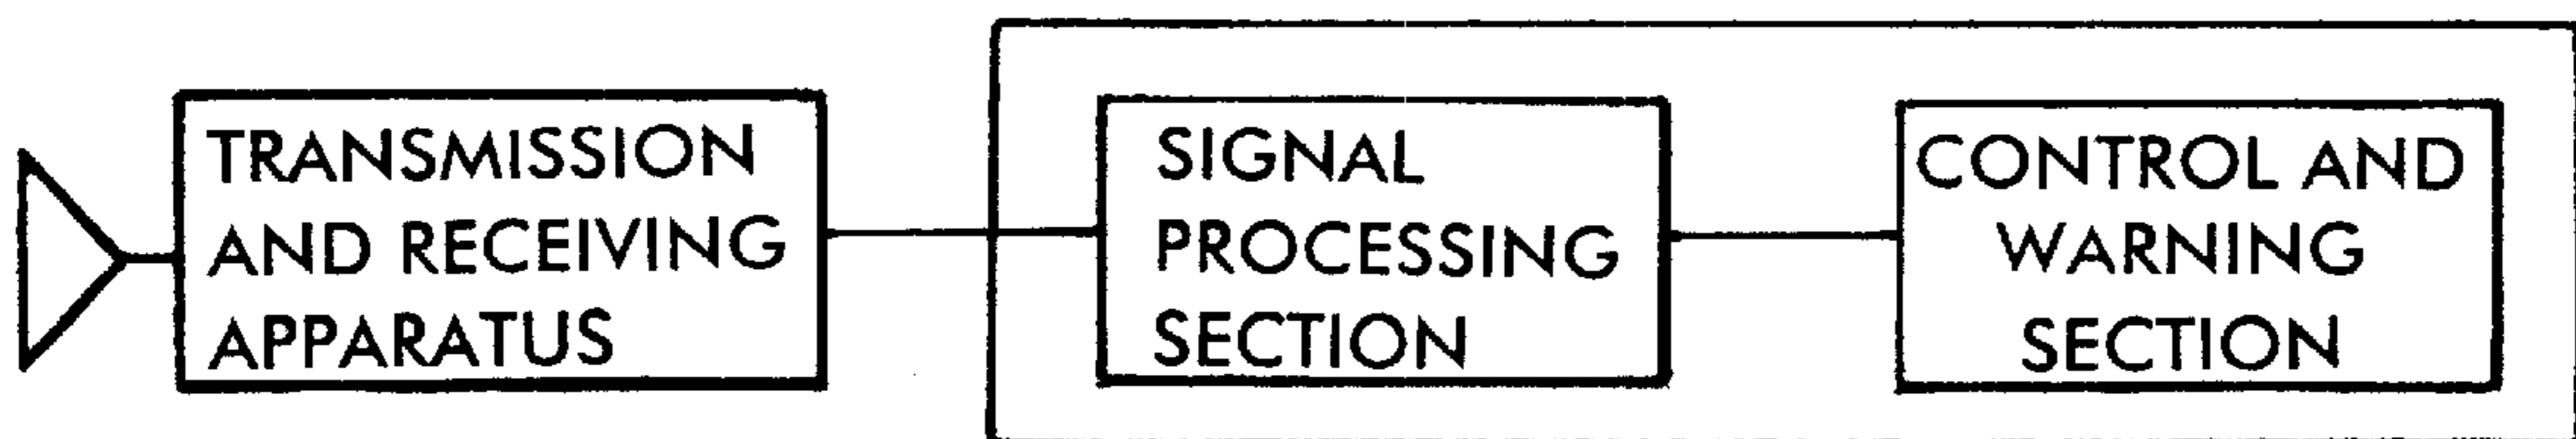 TRANSMISSION
AND RECEIVING
APPARATUS
SIGNAL
PROCESSING
SECTION
CONTROL AND
WARNING
SECTION